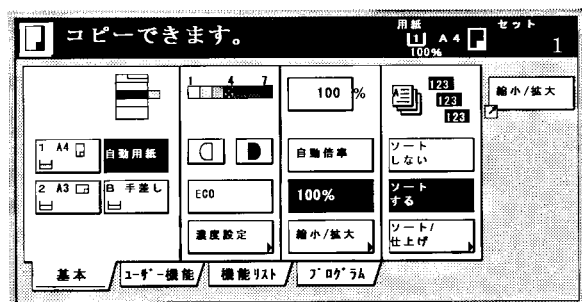 コピーできます。
用紙
1 A4
100%
セット
1
1 4 7
100 %
123
123
123
縮小/拡大
1 A4
自動用紙
自動倍率
ソート
しない
2 A3
B 手差し
ECO
100%
ソート
する
濃度設定
縮小/拡大
ソート/
仕上げ
基本
ユーザー機能
機能リスト
プログラム